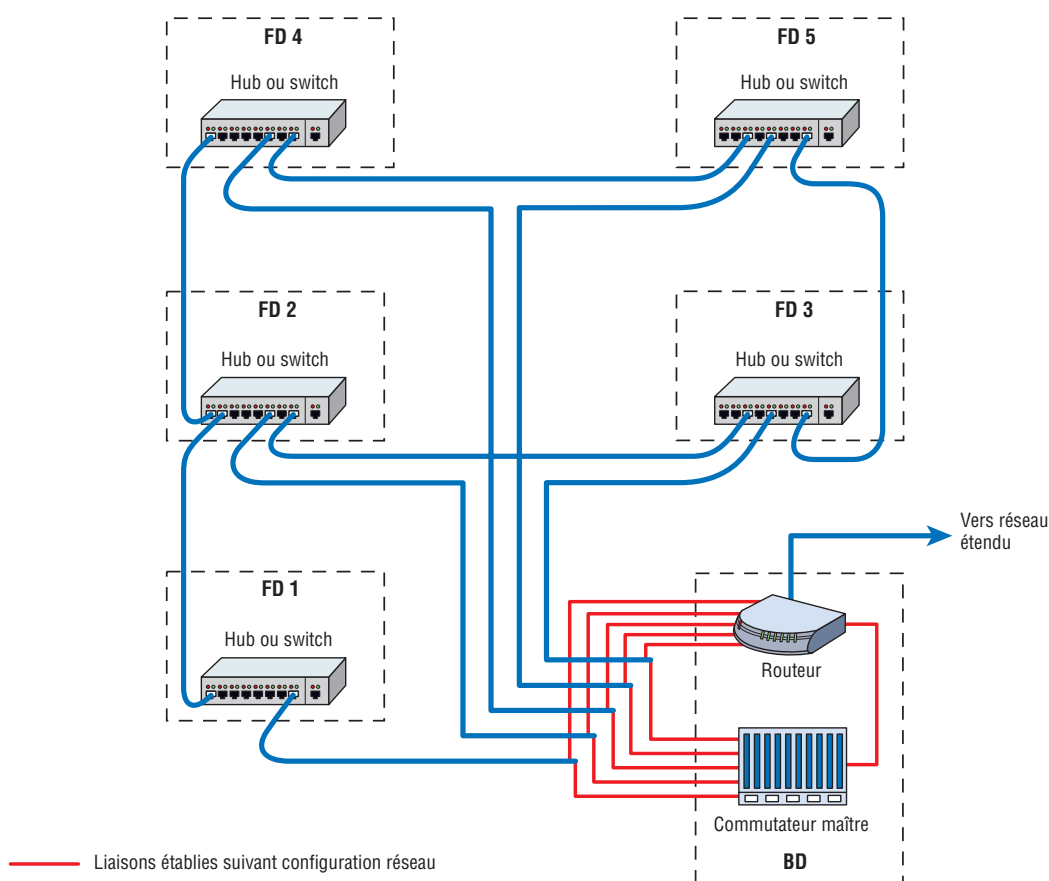 FD 4
Hub ou switch
FD 5
Hub ou switch
FD 2
Hub ou switch
FD 3
Hub ou switch
Vers réseau
étendu
FD 1
Hub ou switch
Routeur
Commutateur maître
BD
Liaisons établies suivant configuration réseau